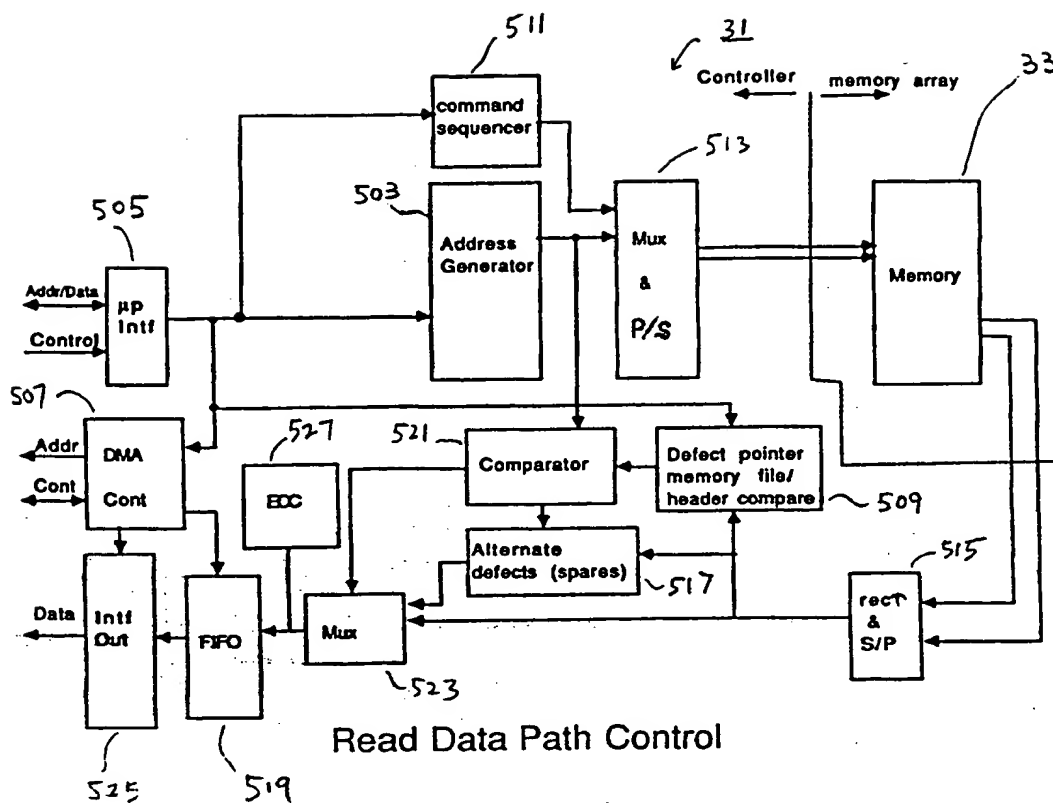 511
31
Controller
memory array
33
command
sequencer
513
503
505
Address
Generator
Mux
&
P/S
Memory
Addr/Data
µp
Intf
Control
507
527
521
Addr
DMA
Cont
Cont
ECC
Comparator
Defect pointer
memory file/
header compare
509
Alternate
defects (spares)
517
515
Data
Intf
Out
FIFO
Mux
rec↑
&
S/P
523
Read Data Path Control
525
519